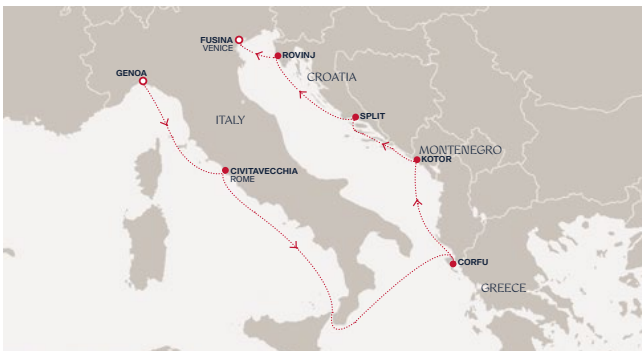 FUSINA
VENICE
ROVINJ
GENOA
CROATIA
SPLIT
ITALY
MONTENEGRO
KOTOR
CIVITAVECCHIA
ROME
CORFU
GREECE